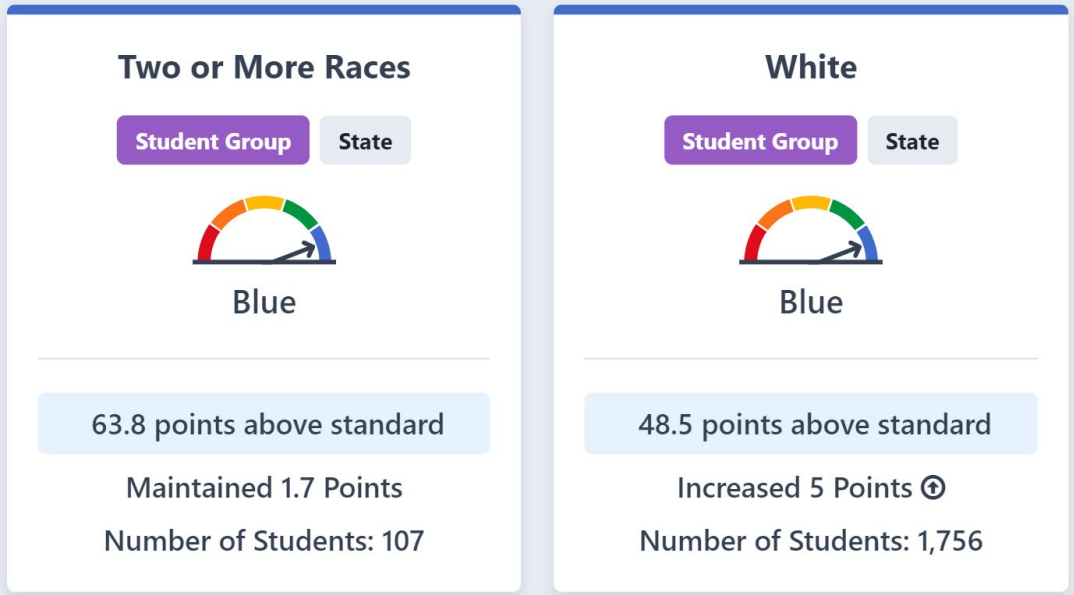 Two or More Races
Student Group
State
Blue
63.8 points above standard
Maintained 1.7 Points
Number of Students: 107
White
Student Group
State
Blue
48.5 points above standard
Increased 5 Points
Number of Students: 1,756